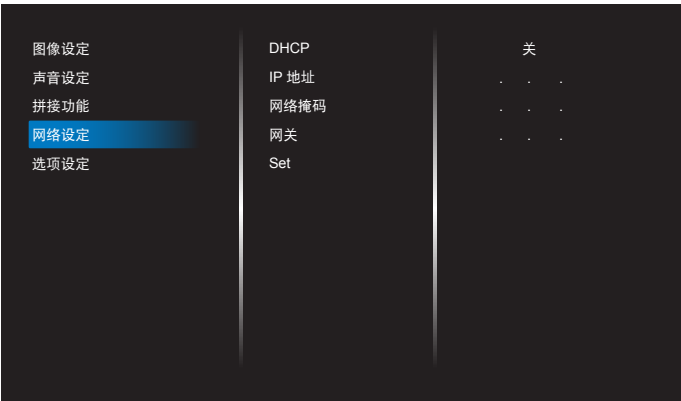 图像设定
声音设定
拼接功能
网络设定
选项设定
DHCP
IP 地址
网络掩码
网关
Set
关
. . .
. . .
. . .